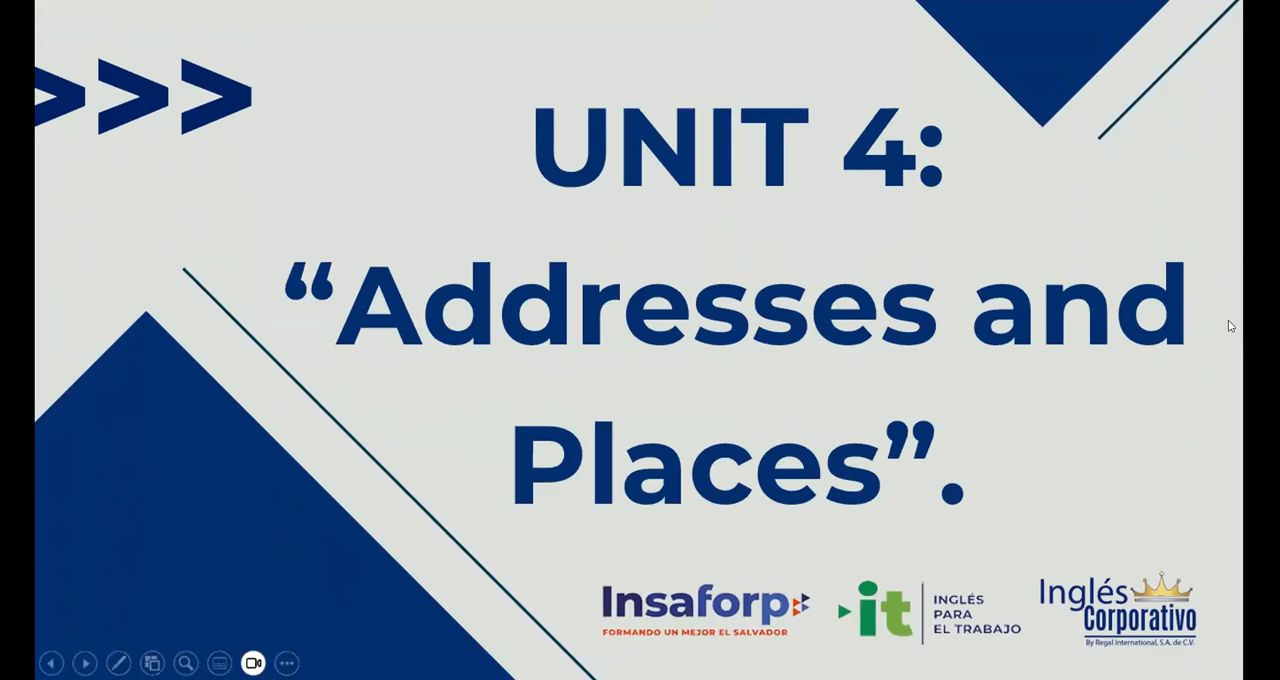 >>>
UNIT 4:
“Addresses and
Places”.
Insaforp
FORMANDO UN MEJOR EL SALVADOR
it
INGLÉS
PARA
EL TRABAJO
Inglés
Corporativo
By Regal International, S.A. de C.V.